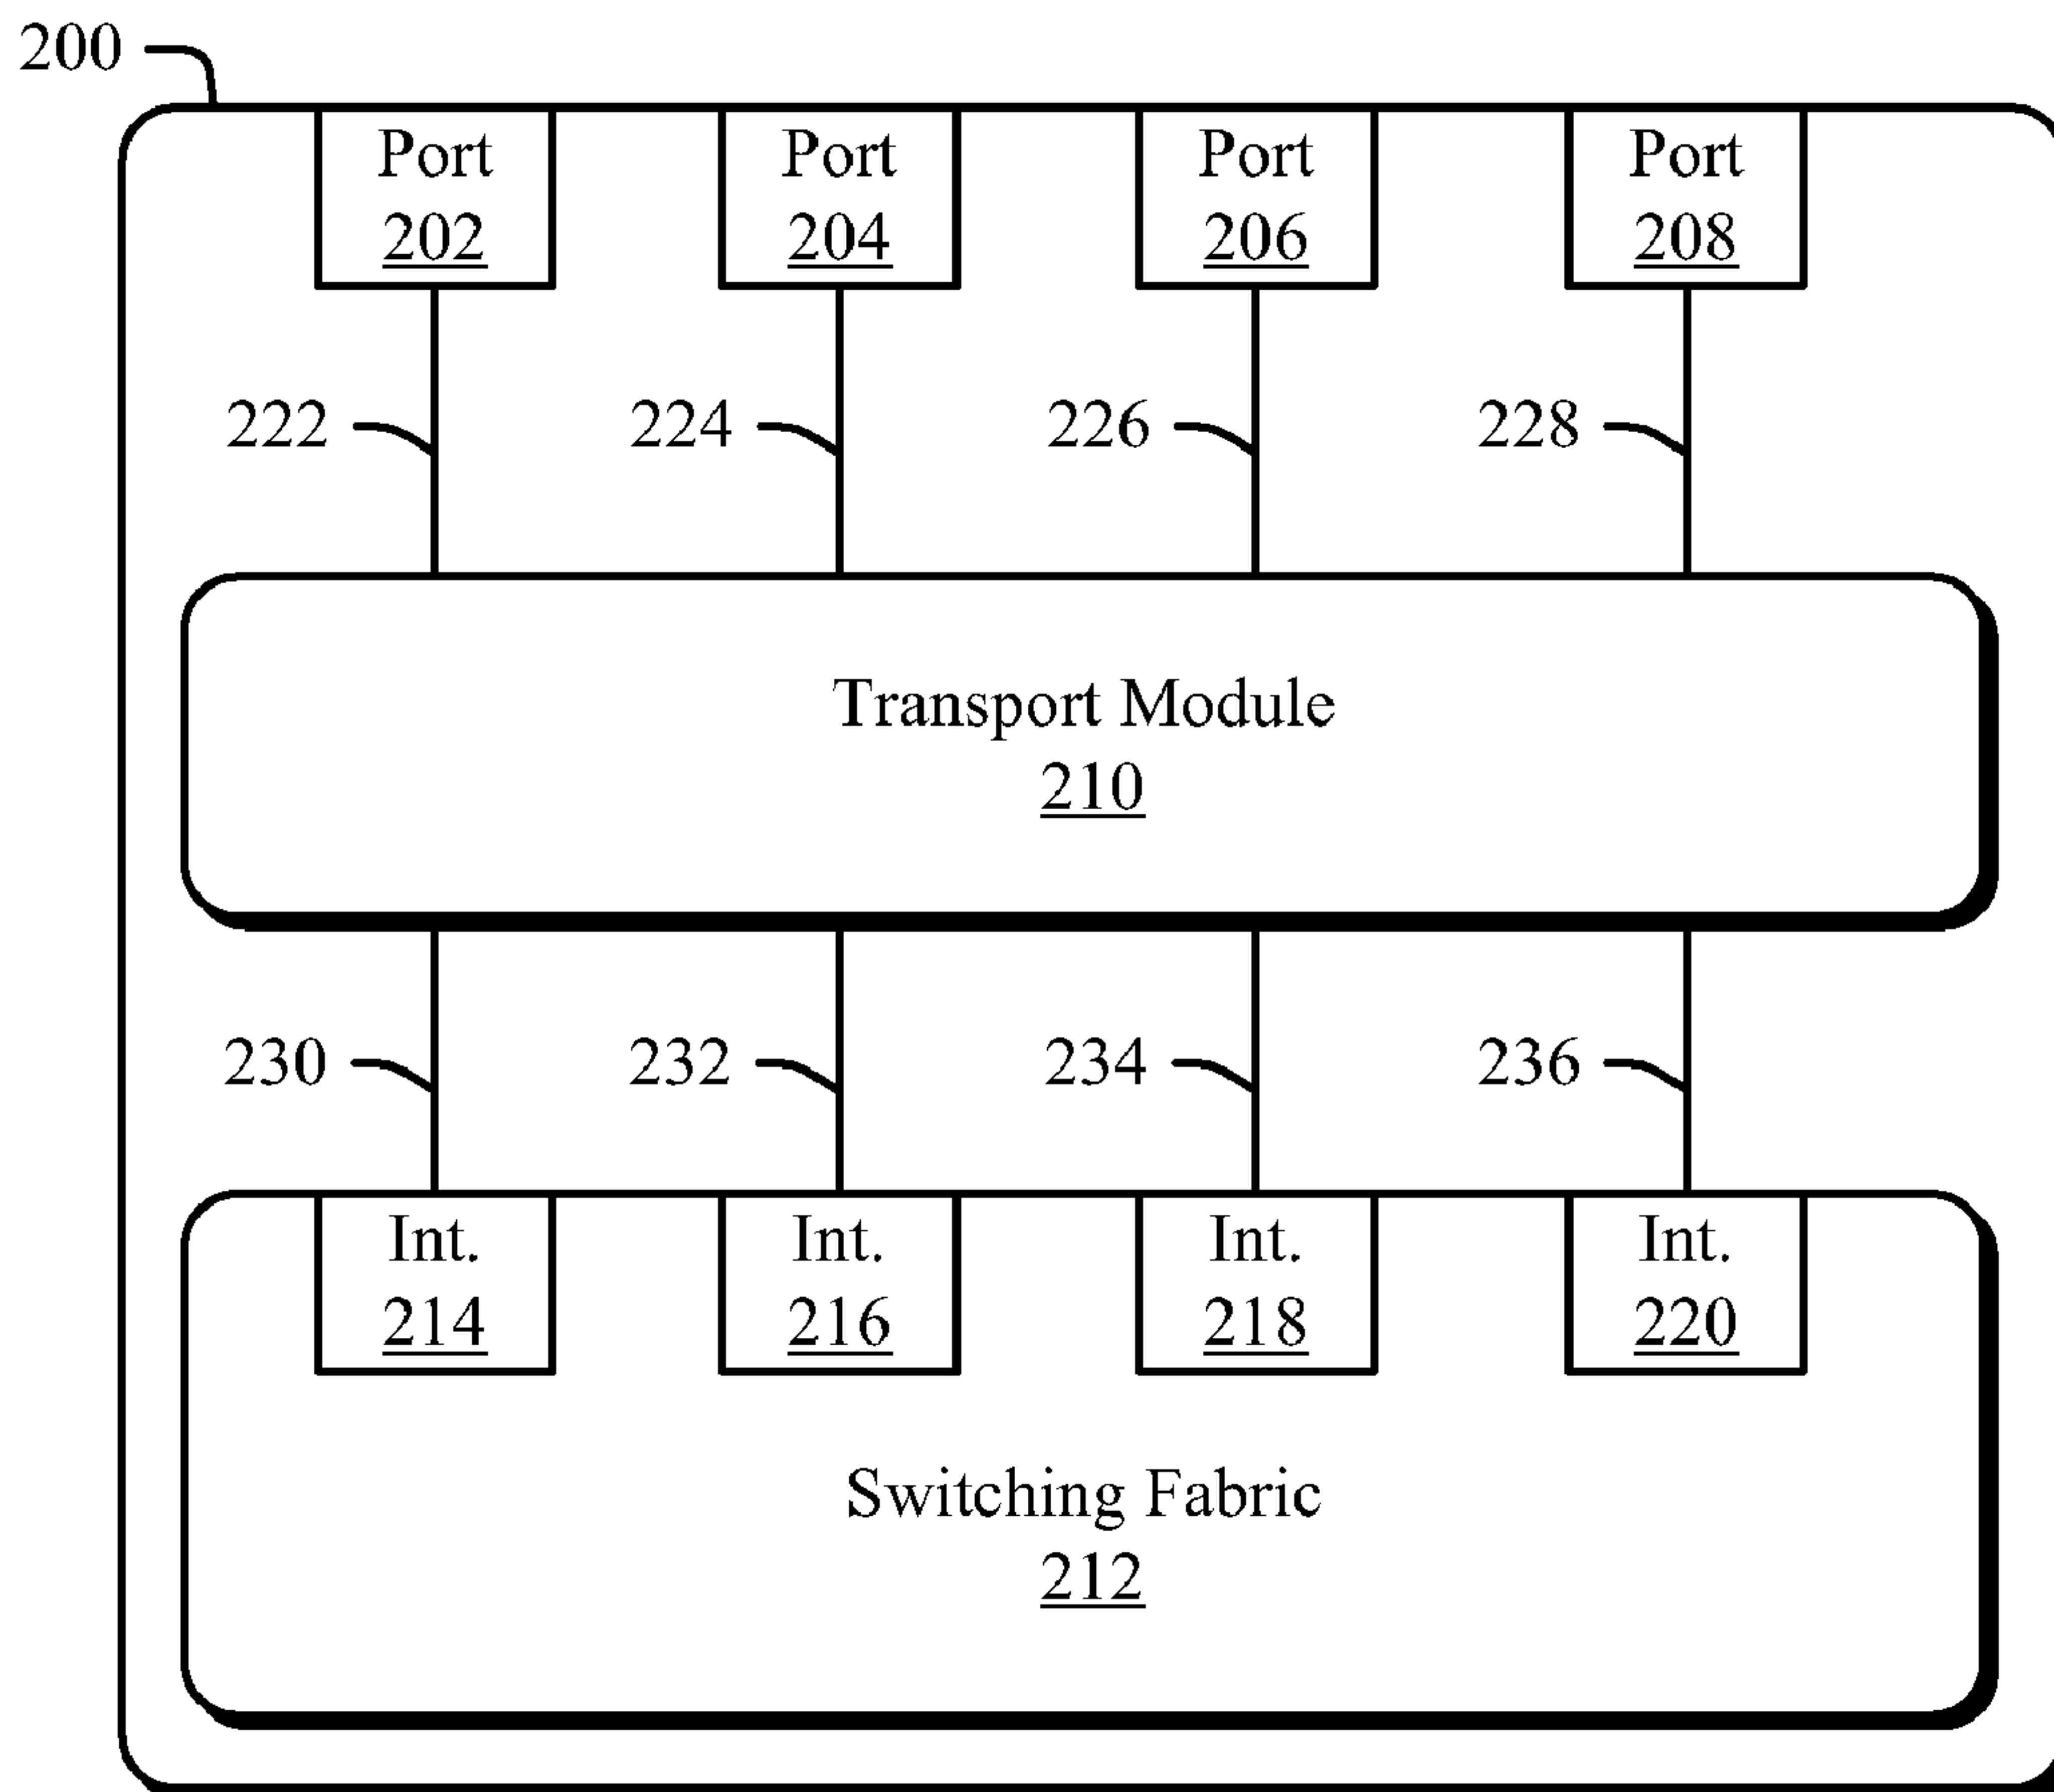 200
Port Port Port Port
202 204 206 208
222 224 226 228
Transport Module
210
230 232 234 236
Int. Int. Int. Int.
214 216 218 220
Switching Fabric
212